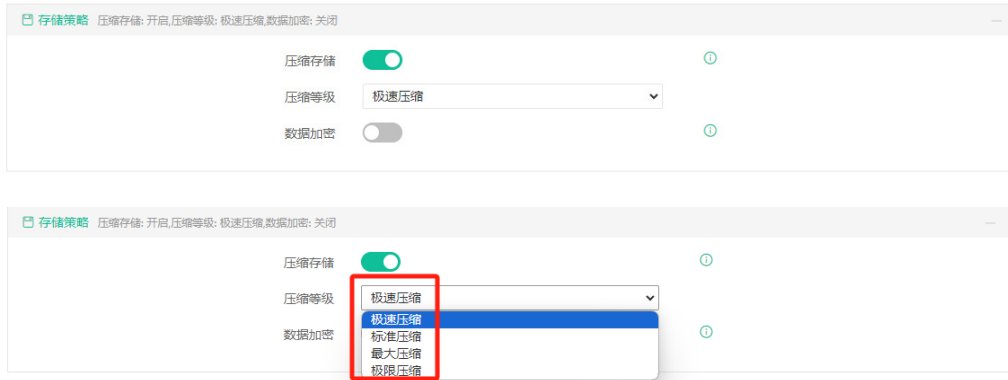 存储策略 压缩存储: 开启,压缩等级: 极速压缩,数据加密: 关闭
压缩存储
压缩等级 极速压缩
数据加密
存储策略 压缩存储: 开启,压缩等级: 极速压缩,数据加密: 关闭
压缩存储
压缩等级 极速压缩
极速压缩
数据加密 标准压缩
最大压缩
极限压缩